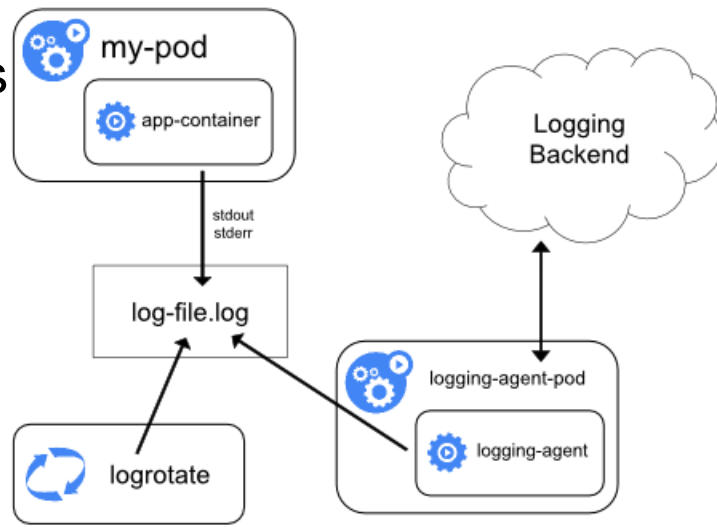 my-pod
s
app-container
Logging
Backend
stdout
stderr
log-file.log
logging-agent-pod
logging-agent
logrotate